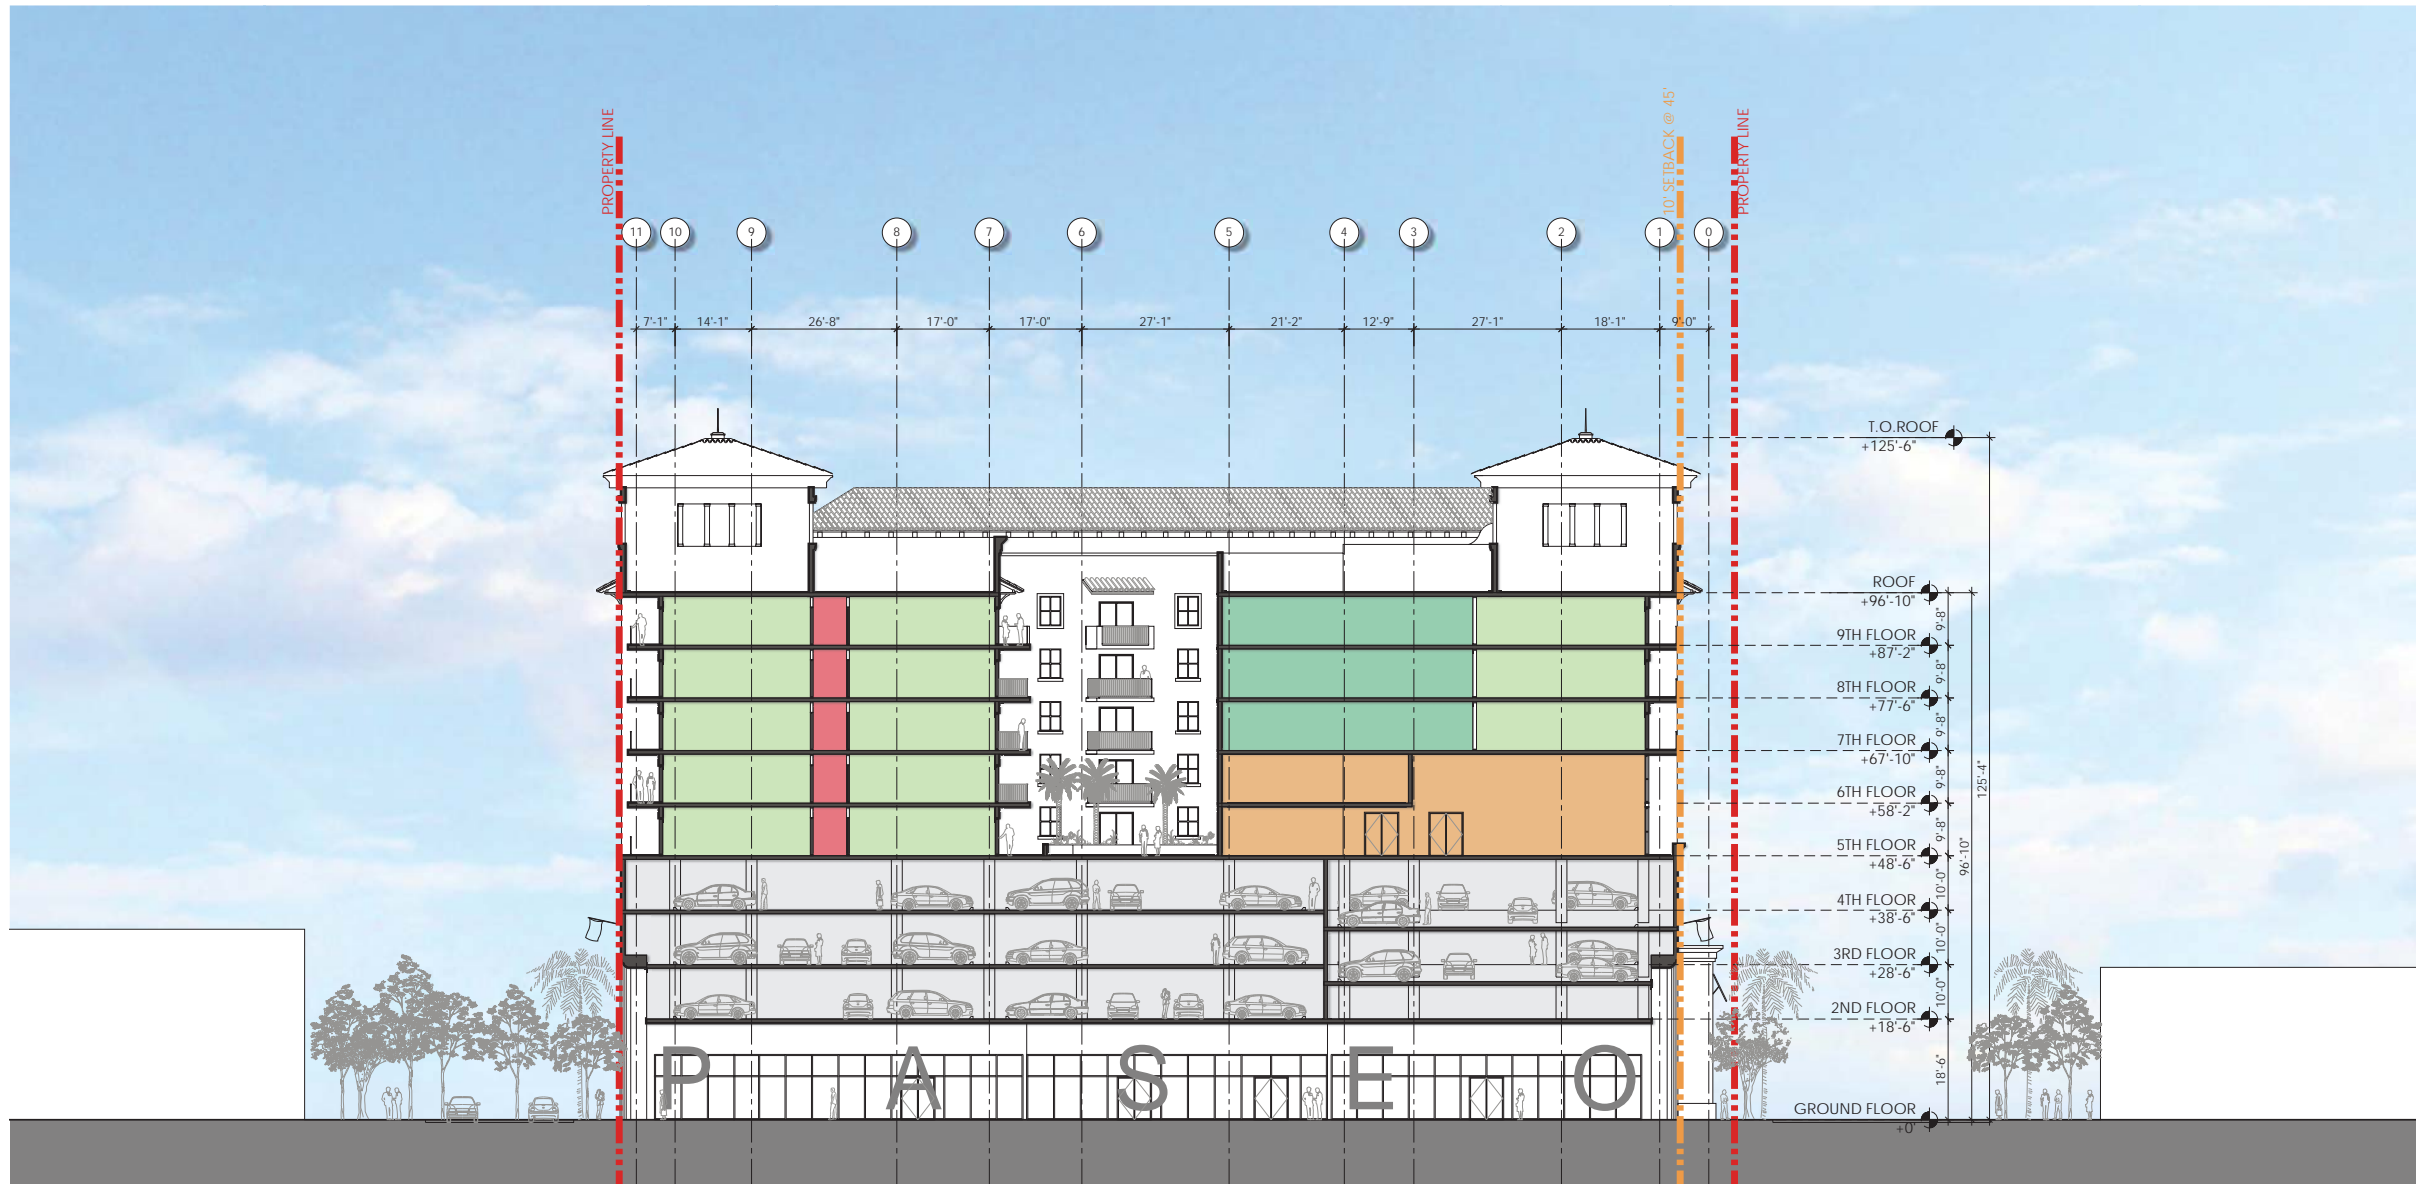 PROPERTY LINE
10' SETBACK @ 45'
PROPERTY LINE
11 10 9 8 7 6 5 4 3 2 1 0
7'-1" 14'-1" 26'-8" 17'-0" 17'-0" 27'-1" 21'-2" 12'-9" 27'-1" 18'-1" 9'-0"
T.O.ROOF
+125'-6"
ROOF
+96'-10"
9'-8"
9TH FLOOR
+87'-2"
9'-8"
8TH FLOOR
+77'-6"
9'-8"
7TH FLOOR
+67'-10"
9'-8"
125'-4"
6TH FLOOR
+58'-2"
9'-8"
5TH FLOOR
+48'-6"
96'-10"
10'-0"
4TH FLOOR
+38'-6"
10'-0"
3RD FLOOR
+28'-6"
10'-0"
2ND FLOOR
+18'-6"
18'-6"
PASEO
GROUND FLOOR
+0'